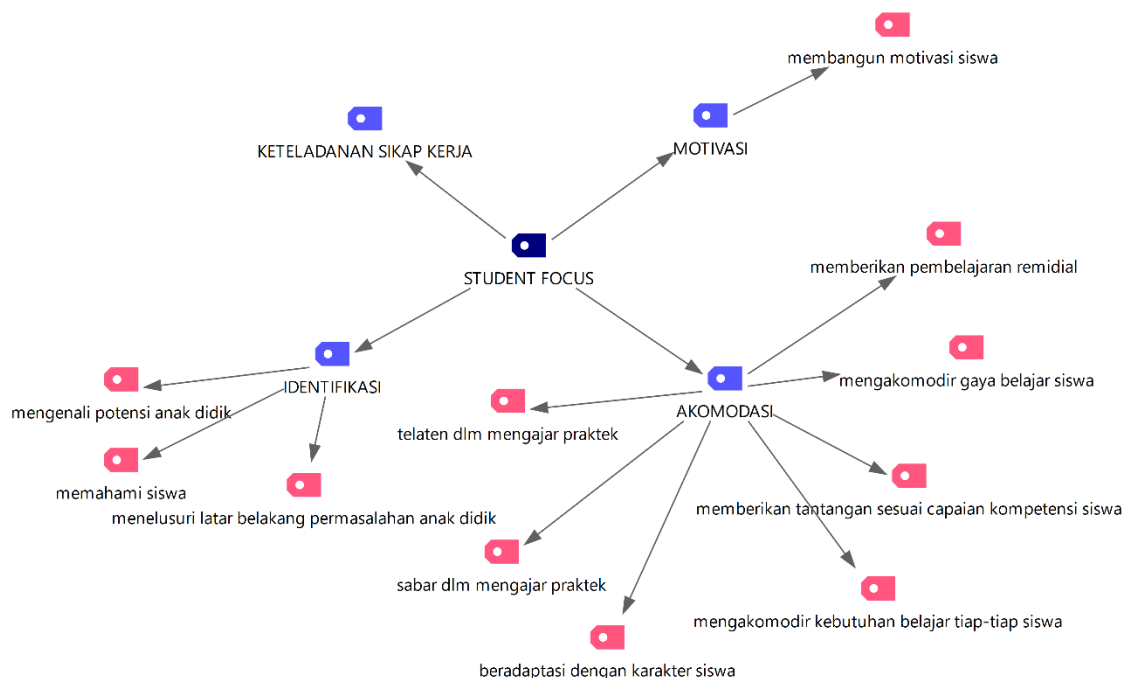 membangun motivasi siswa
KETELADANAN SIKAP KERJA
MOTIVASI
STUDENT FOCUS
memberikan pembelajaran remidial
IDENTIFIKASI
mengakomodir gaya belajar siswa
mengenali potensi anak didik
AKOMODASI
telaten dlm mengajar praktek
memahami siswa
menelusuri latar belakang permasalahan anak didik
memberikan tantangan sesuai capaian kompetensi siswa
sabar dlm mengajar praktek
mengakomodir kebutuhan belajar tiap-tiap siswa
beradaptasi dengan karakter siswa